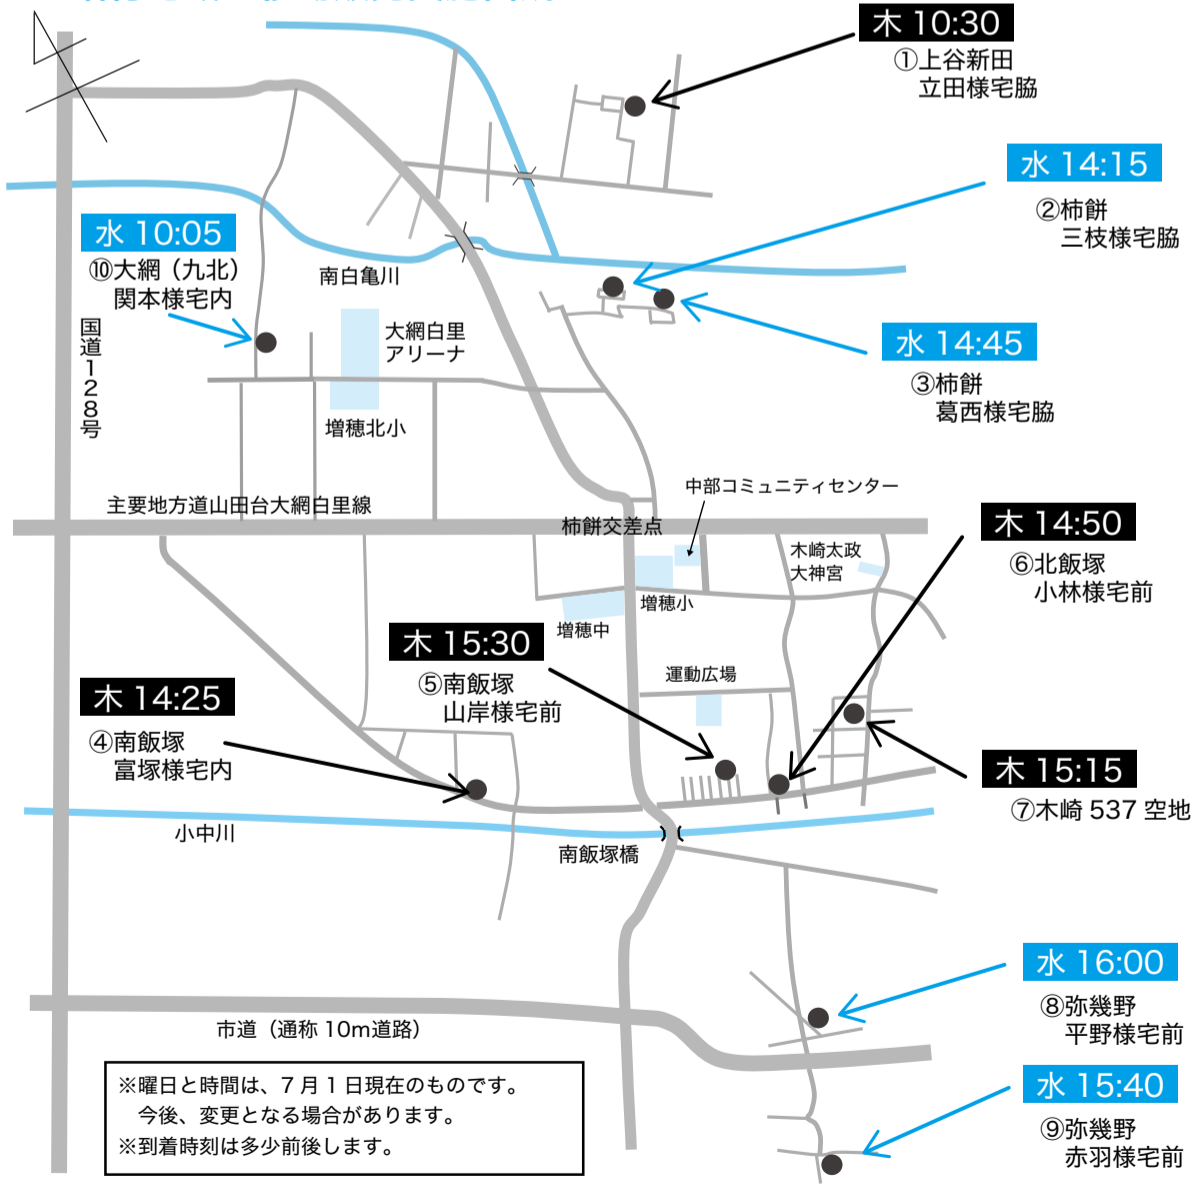 木 10:30
①上谷新田
立田様宅脇
水 14:15
②柿餅
三枝様宅脇
水 10:05
⑩大網（九北）
関本様宅内
南白亀川
国道128号
大網白里
アリーナ
水 14:45
③柿餅
葛西様宅脇
増穂北小
主要地方道山田台大網白里線
中部コミュニティセンター
柿餅交差点
木 14:50
⑥北飯塚
小林様宅前
木崎太政
大神宮
増穂小
増穂中
木 15:30
⑤南飯塚
山岸様宅前
運動広場
木 14:25
④南飯塚
富塚様宅内
木 15:15
⑦木崎 537 空地
小中川
南飯塚橋
水 16:00
⑧弥幾野
平野様宅前
市道（通称 10m道路）
水 15:40
⑨弥幾野
赤羽様宅前
※曜日と時間は、7 月 1 日現在のものです。
今後、変更となる場合があります。
※到着時刻は多少前後します。